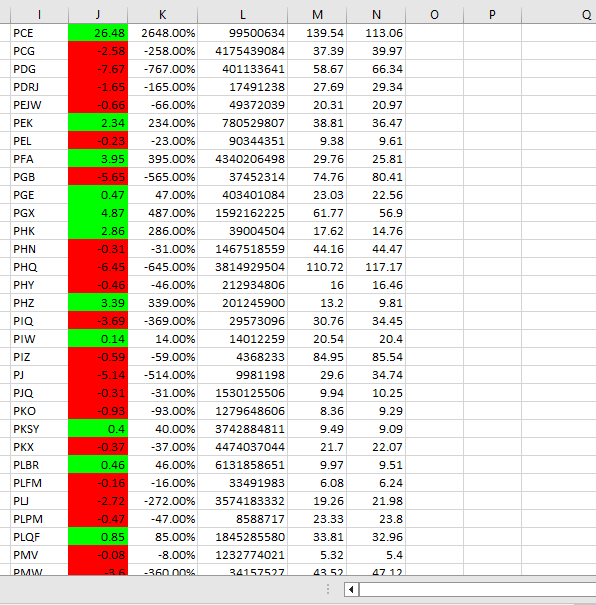 I J K L M N O P Q
PCE 26.48 2648.00% 99500634 139.54 113.06
PCG -2.58 -258.00% 4175439084 37.39 39.97
PDG -7.67 -767.00% 401133641 58.67 66.34
PDRJ -1.65 -165.00% 17491238 27.69 29.34
PEJW -0.66 -66.00% 49372039 20.31 20.97
PEK 2.34 234.00% 780529807 38.81 36.47
PEL -0.23 -23.00% 90344351 9.38 9.61
PFA 3.95 395.00% 4340206498 29.76 25.81
PGB -5.65 -565.00% 37452314 74.76 80.41
PGE 0.47 47.00% 403401084 23.03 22.56
PGX 4.87 487.00% 1592162225 61.77 56.9
PHK 2.86 286.00% 39004504 17.62 14.76
PHN -0.31 -31.00% 1467518559 44.16 44.47
PHQ -6.45 -645.00% 3814929504 110.72 117.17
PHY -0.46 -46.00% 212934806 16 16.46
PHZ 3.39 339.00% 201245900 13.2 9.81
PIQ -3.69 -369.00% 29573096 30.76 34.45
PIW 0.14 14.00% 14012259 20.54 20.4
PIZ -0.59 -59.00% 4368233 84.95 85.54
PJ -5.14 -514.00% 9981198 29.6 34.74
PJQ -0.31 -31.00% 1530125506 9.94 10.25
PKO -0.93 -93.00% 1279648606 8.36 9.29
PKSY 0.4 40.00% 3742884811 9.49 9.09
PKX -0.37 -37.00% 4474037044 21.7 22.07
PLBR 0.46 46.00% 6131858651 9.97 9.51
PLFM -0.16 -16.00% 33491983 6.08 6.24
PLJ -2.72 -272.00% 3574183332 19.26 21.98
PLPM -0.47 -47.00% 8588717 23.33 23.8
PLQF 0.85 85.00% 1845285580 33.81 32.96
PMV -0.08 -8.00% 1232774021 5.32 5.4
PMW -3.6 -360.00% 34157527 43.52 47.12